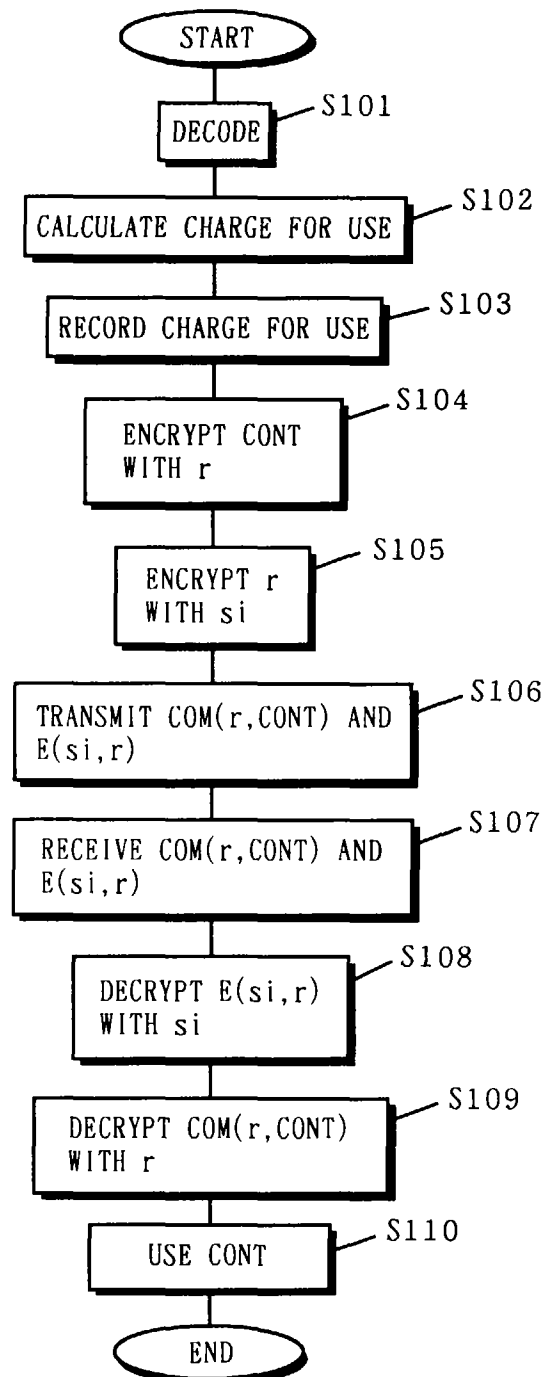 START
S101
DECODE
S102
CALCULATE CHARGE FOR USE
S103
RECORD CHARGE FOR USE
S104
ENCRYPT CONT
WITH r
S105
ENCRYPT r
WITH si
S106
TRANSMIT COM(r,CONT) AND
E(si,r)
S107
RECEIVE COM(r,CONT) AND
E(si,r)
S108
DECRYPT E(si,r)
WITH si
S109
DECRYPT COM(r,CONT)
WITH r
S110
USE CONT
END